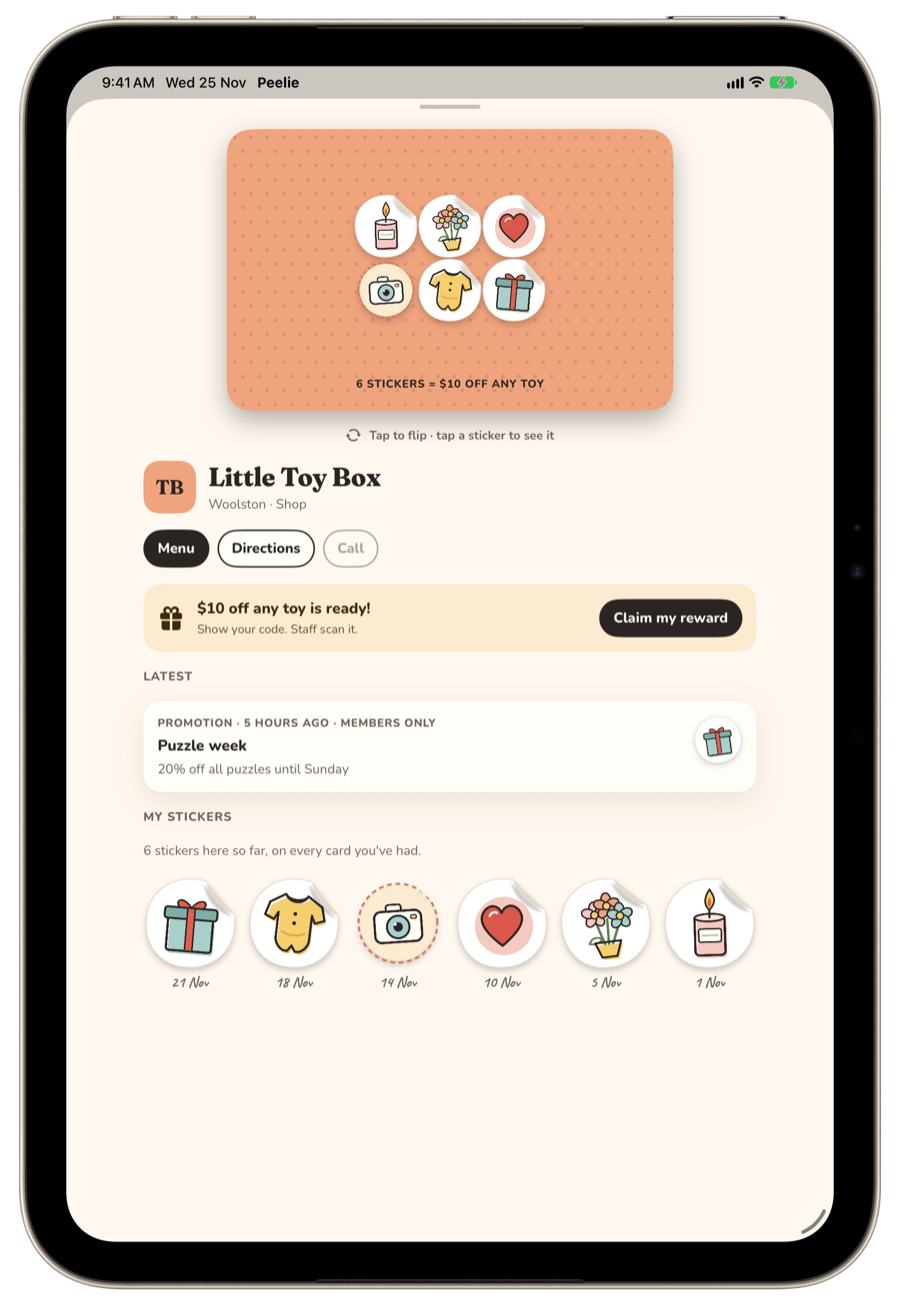 9:41 AM Wed 25 Nov Peelie
6 STICKERS = $10 OFF ANY TOY
Tap to flip · tap a sticker to see it
TB
Little Toy Box
Woolston · Shop
Menu Directions Call
$10 off any toy is ready!
Show your code. Staff scan it.
Claim my reward
LATEST
PROMOTION · 5 HOURS AGO · MEMBERS ONLY
Puzzle week
20% off all puzzles until Sunday
MY STICKERS
6 stickers here so far, on every card you've had.
21 Nov 18 Nov 14 Nov 10 Nov 5 Nov 1 Nov